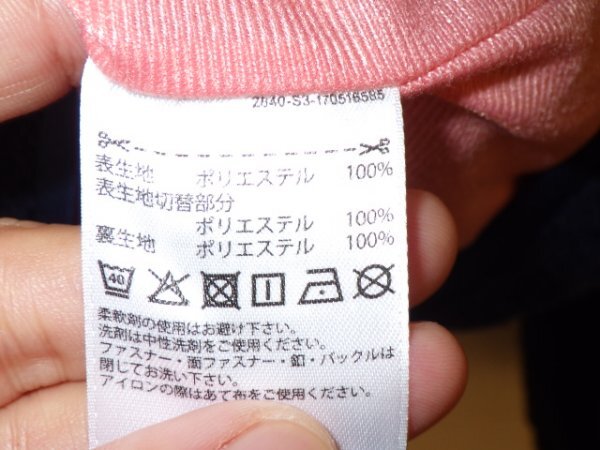 2840-S3-170516585
表生地 ポリエステル 100%
表生地切替部分
ポリエステル 100%
裏生地 ポリエステル 100%
40
柔軟剤の使用はお避け下さい。
洗剤は中性洗剤をご使用ください。
ファスナー・面ファスナー・釦・バックルは
閉じてお洗い下さい。
アイロンの際はあて布をご使用ください。